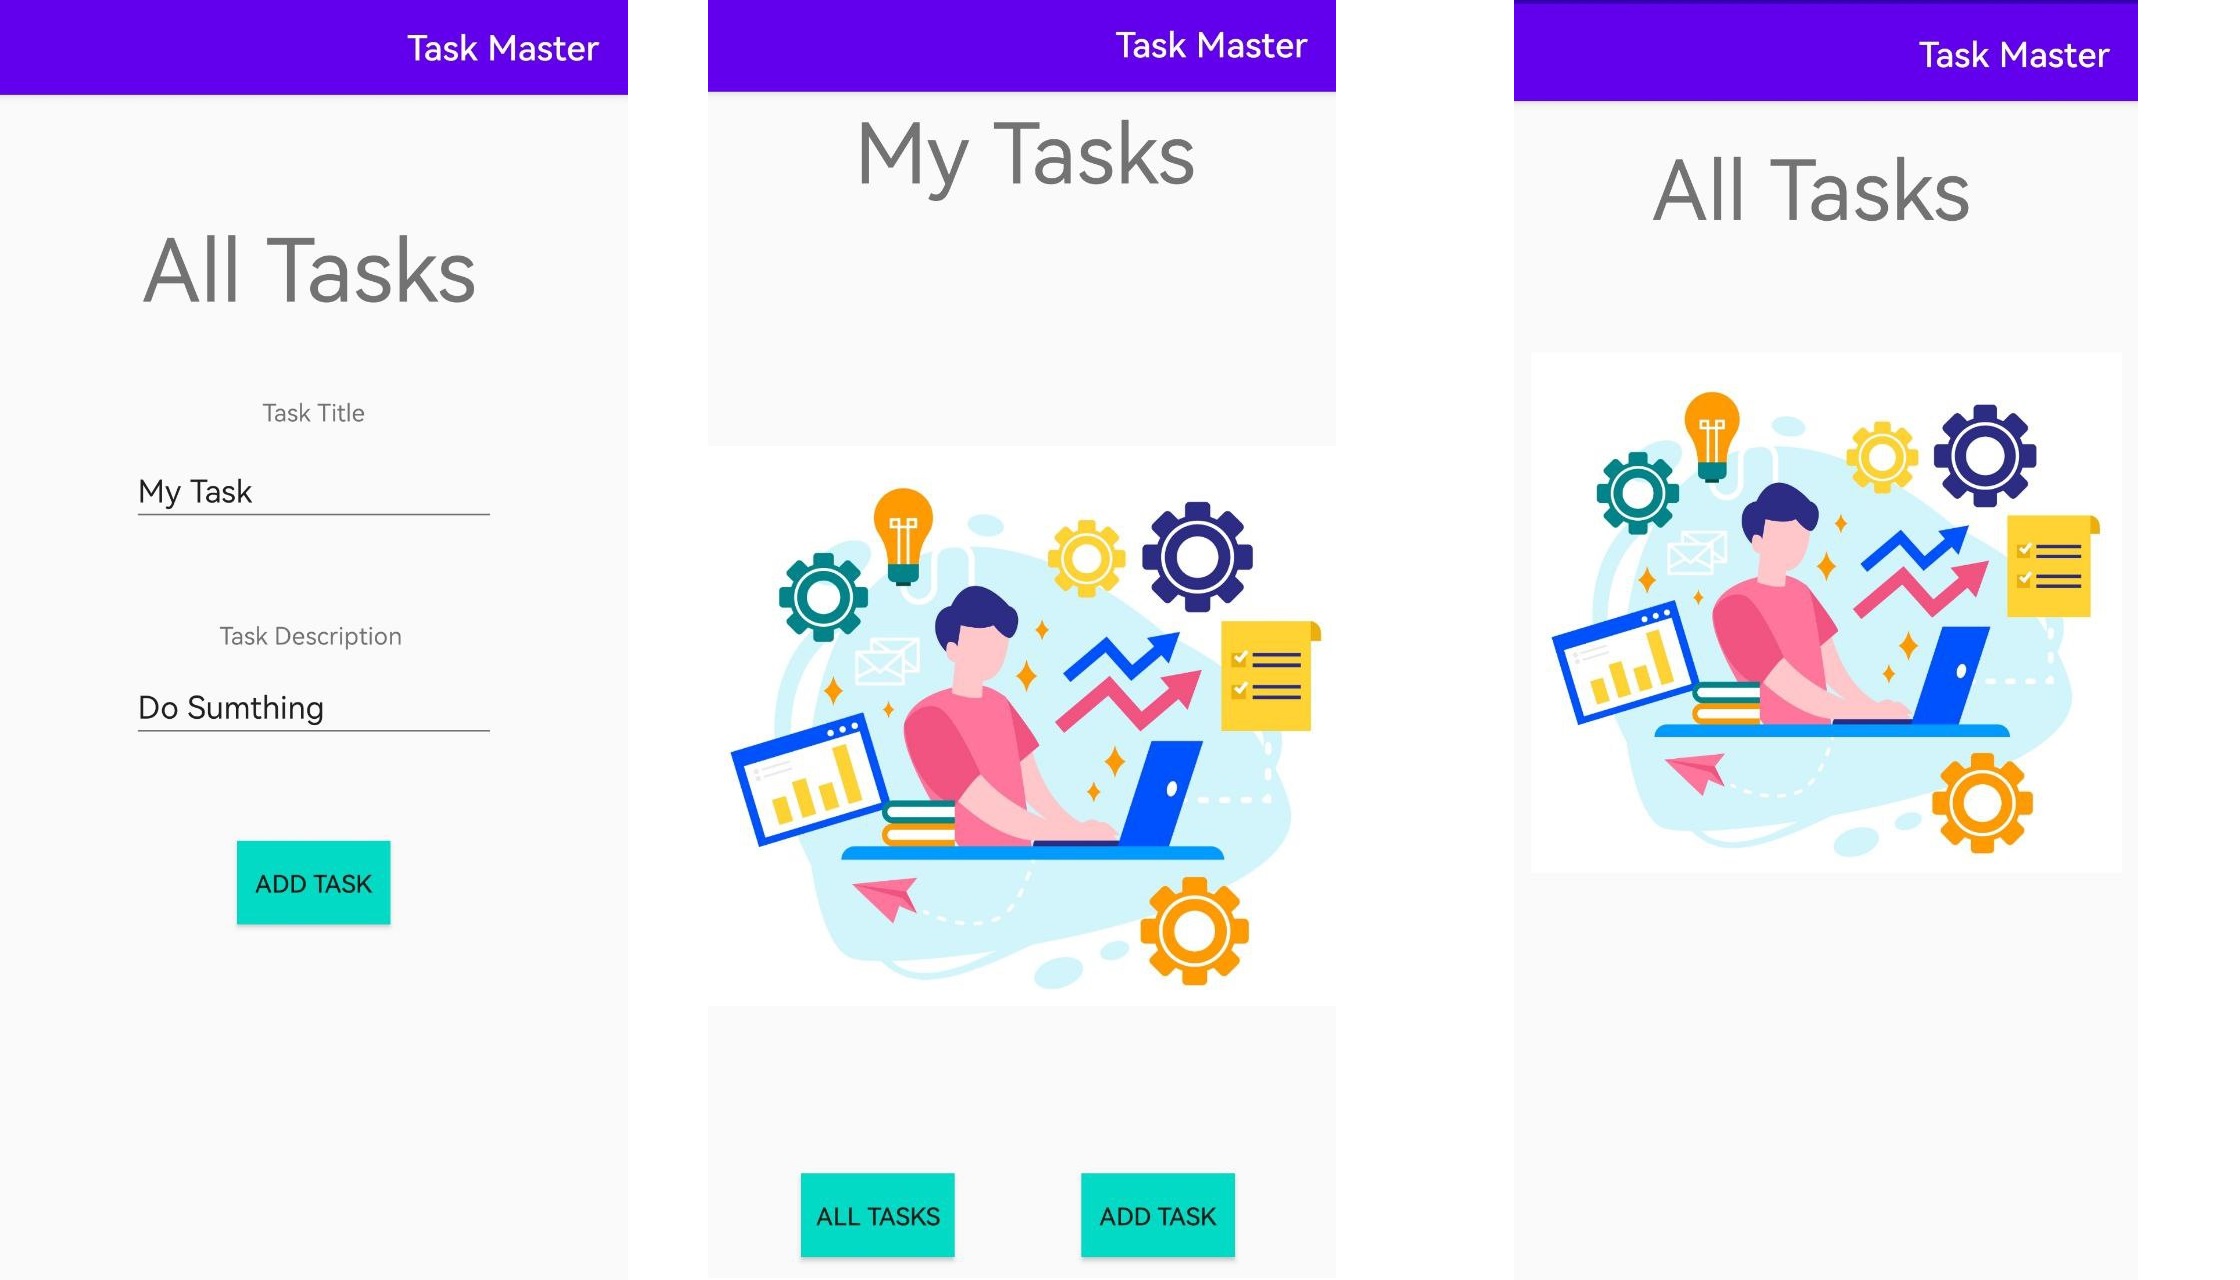 Task Master
All Tasks
Task Title
My Task
Task Description
Do Sumthing
ADD TASK
Task Master
My Tasks
ALL TASKS
ADD TASK
Task Master
All Tasks